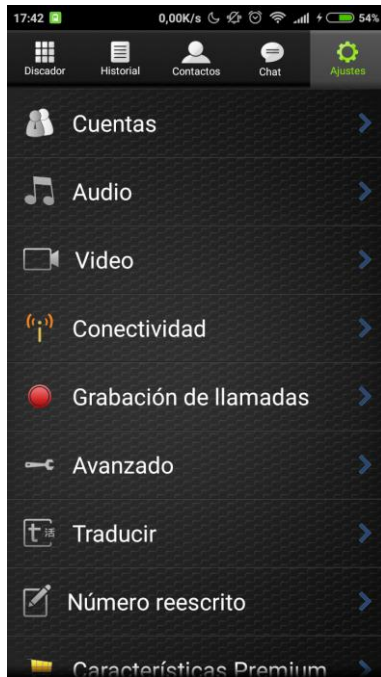 17:42 0,00K/s 54%
Discador Historial Contactos Chat Ajustes
Cuentas
Audio
Video
Conectividad
Grabación de llamadas
Avanzado
Traducir
Número reescrito
Características Premium